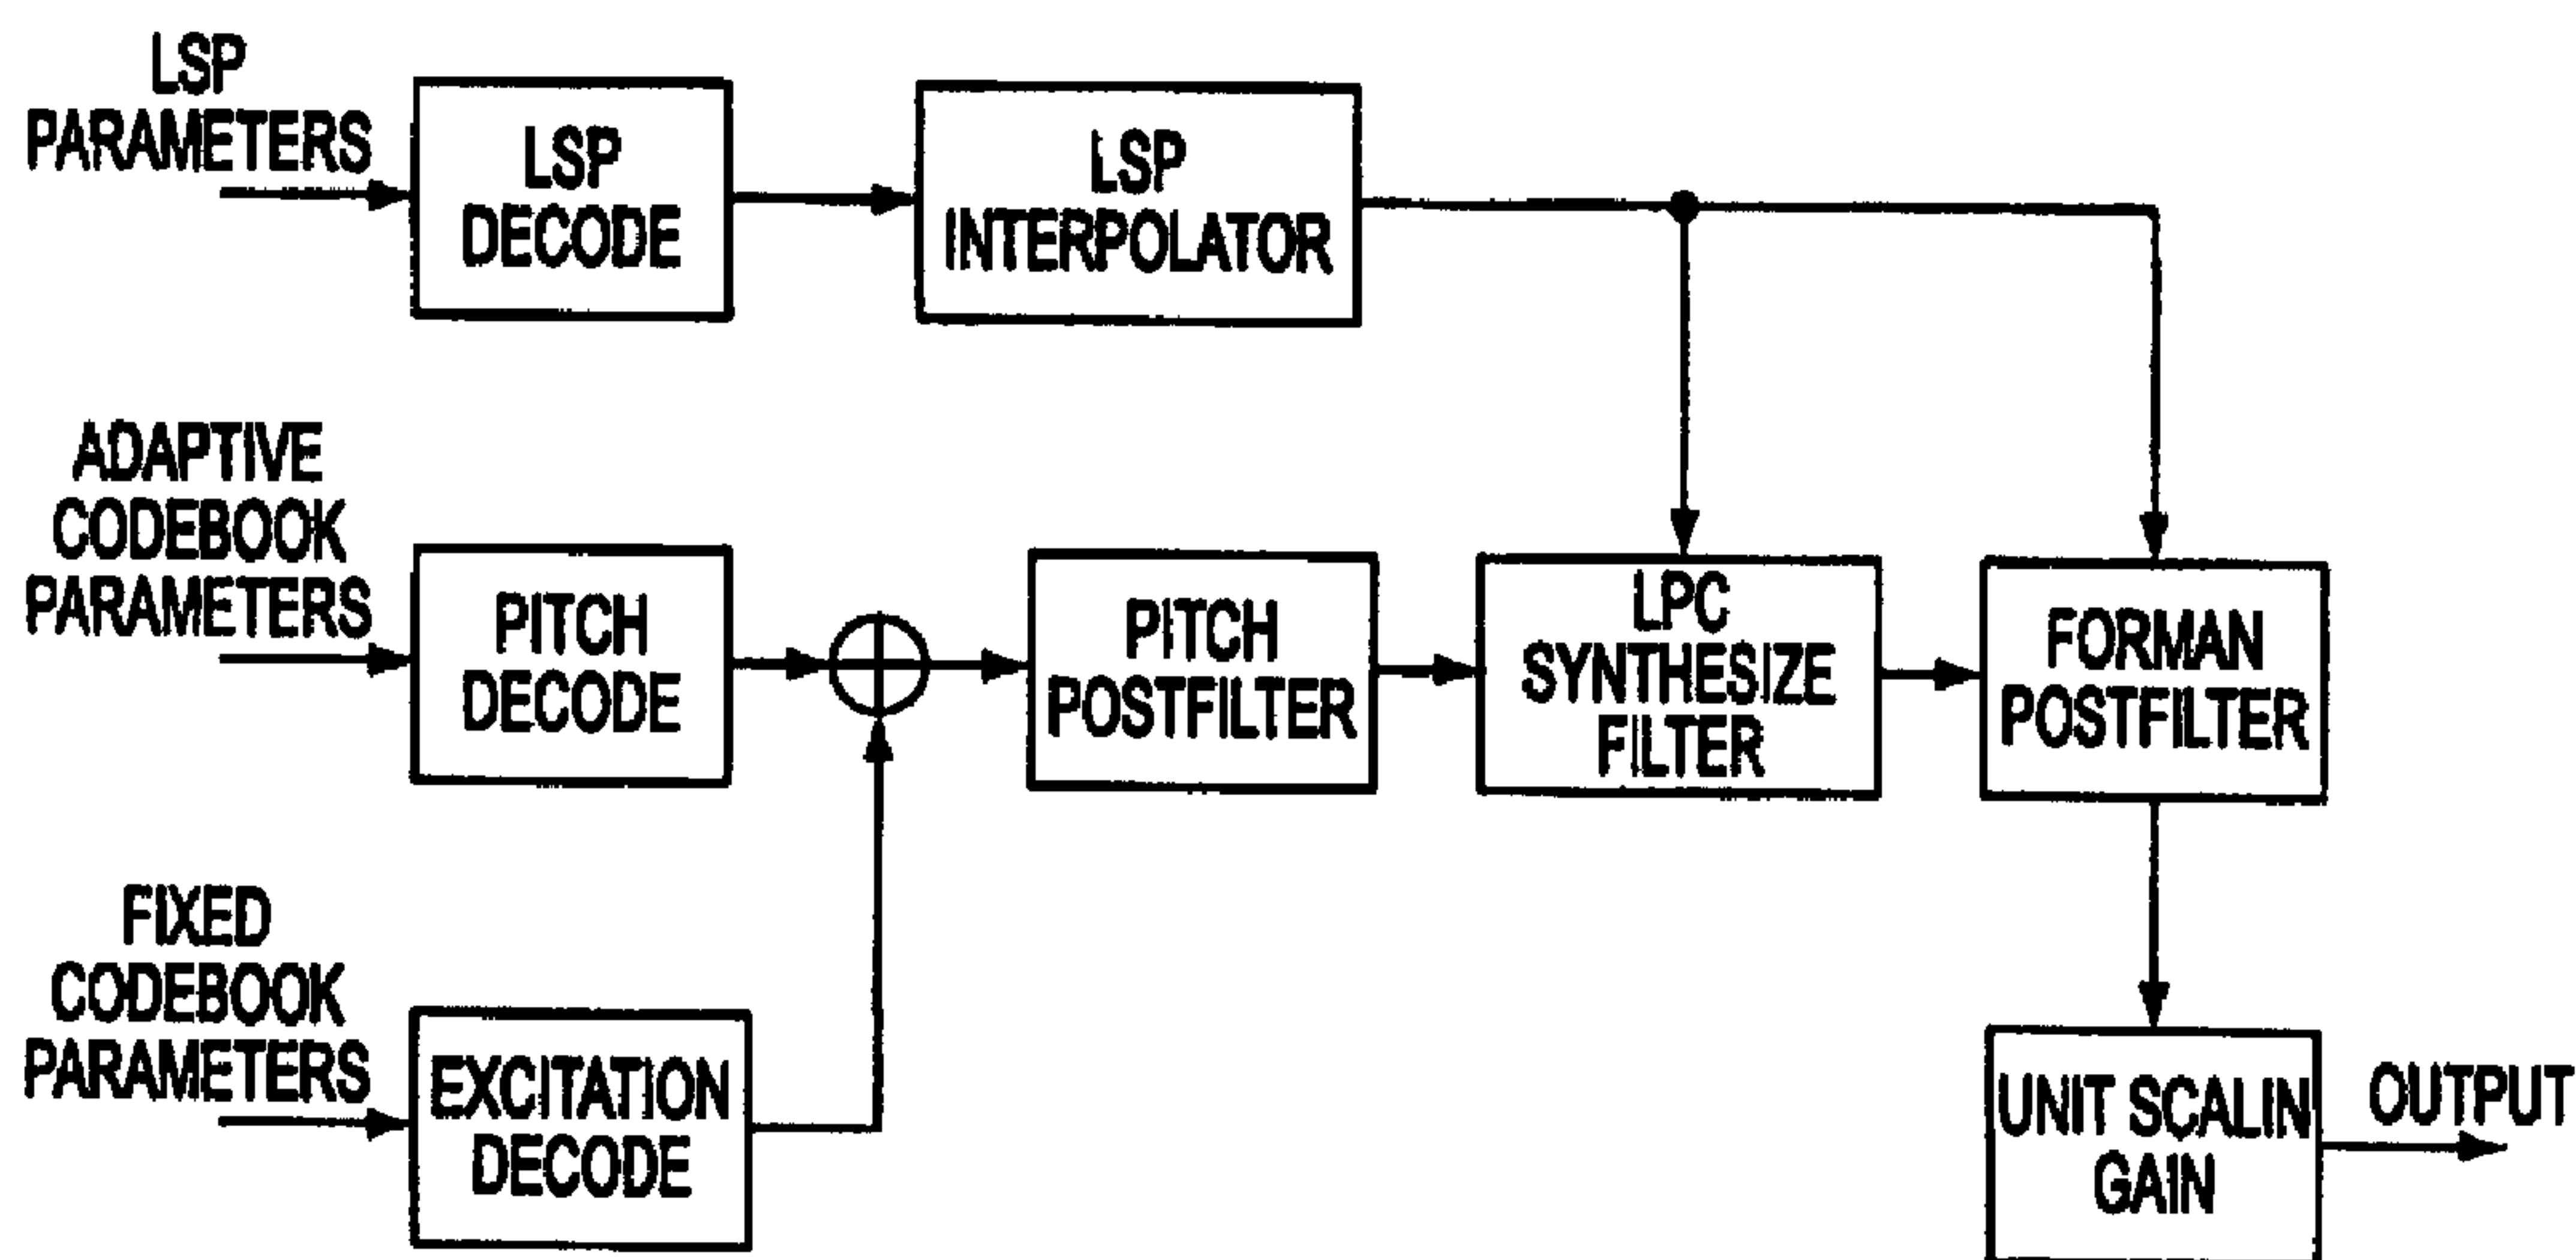 LSP
PARAMETERS
LSP
DECODE
LSP
INTERPOLATOR
ADAPTIVE
CODEBOOK
PARAMETERS
PITCH
DECODE
PITCH
POSTFILTER
LPC
SYNTHESIZE
FILTER
FORMAN
POSTFILTER
FIXED
CODEBOOK
PARAMETERS
EXCITATION
DECODE
UNIT SCALIN
GAIN
OUTPUT